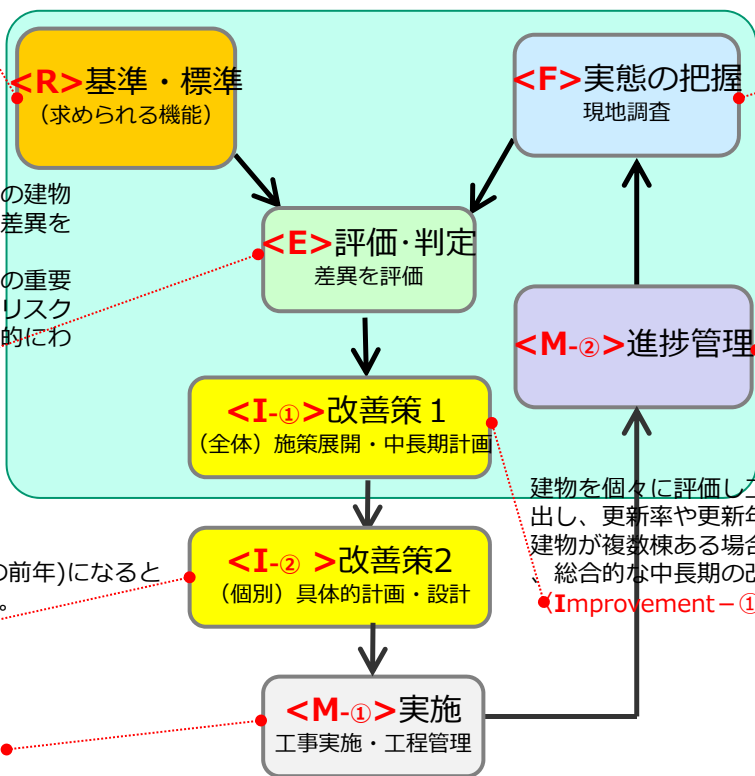 <R>基準・標準
（求められる機能）
<F>実態の把握
現地調査
の建物
差異を
<E>評価･判定
差異を評価
の重要
リスク
的にわ
<M-②>進捗管理
<I-①>改善策１
（全体）施策展開・中長期計画
建物を個々に評価し
出し、更新率や更新年
建物が複数棟ある場合
、総合的な中長期の改
（Improvement－①
<I-② >改善策2
（個別）具体的計画・設計
の前年)になると
。
<M-①>実施
工事実施・工程管理